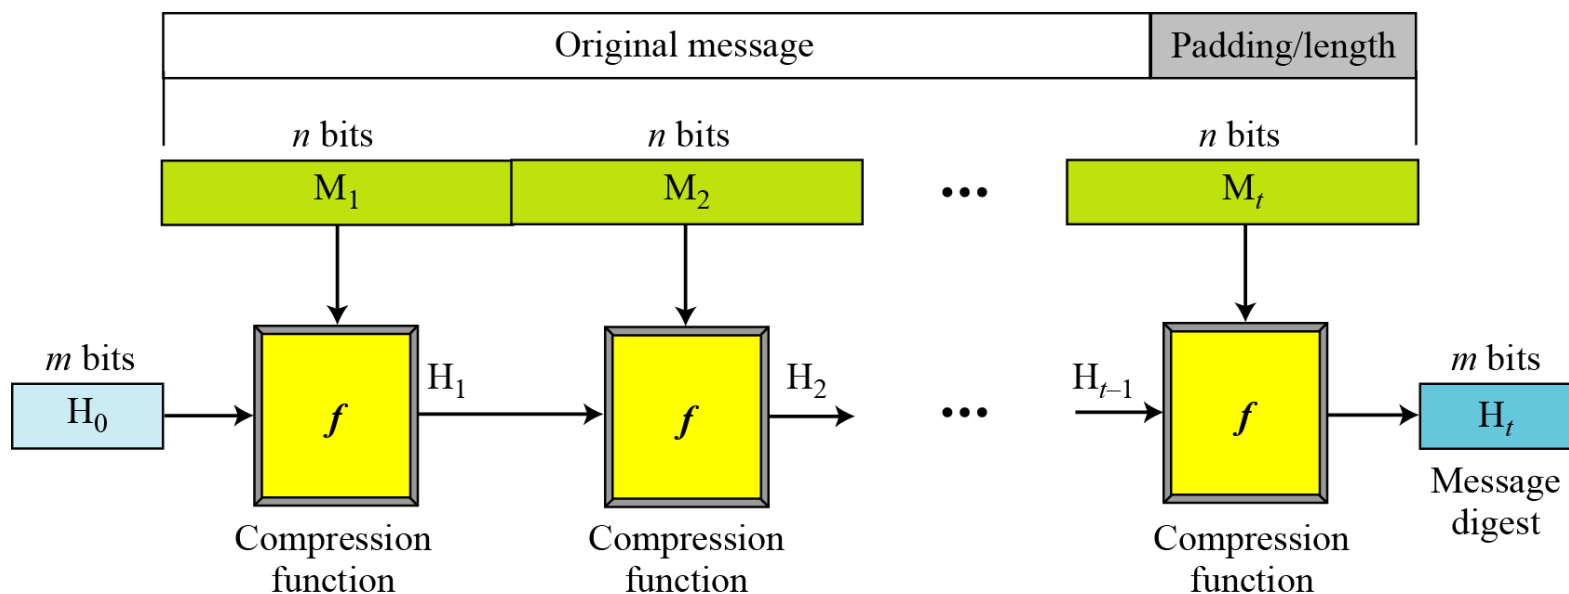 Original message Padding/length
n bits n bits n bits
M₁ M₂ ••• Mₜ
m bits H₁ H₂ Hₜ₋₁ m bits
H₀ f f ••• f Hₜ
Message
digest
Compression Compression Compression
function function function